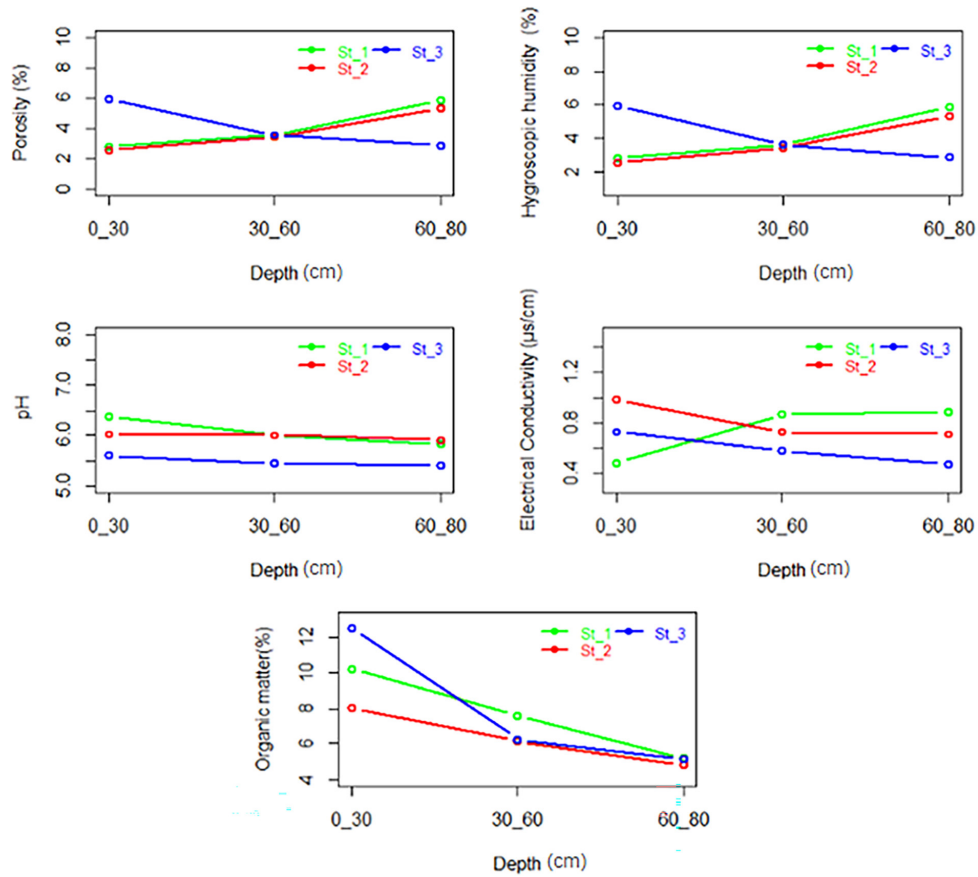 Porosity (%)
10
8
6
4
2
0
St_1 St_3
St_2
0_30 30_60 60_80
Depth (cm)
Hygroscopic humidity (%)
10
8
6
4
2
St_1 St_3
St_2
0_30 30_60 60_80
Depth (cm)
pH
8.0
7.0
6.0
5.0
St_1 St_3
St_2
0_30 30_60 60_80
Depth (cm)
Electrical Conductivity (µs/cm)
1.2
0.8
0.4
St_1 St_3
St_2
0_30 30_60 60_80
Depth (cm)
Organic matter(%)
12
10
8
6
4
St_1 St_3
St_2
0_30 30_60 60_80
Depth (cm)